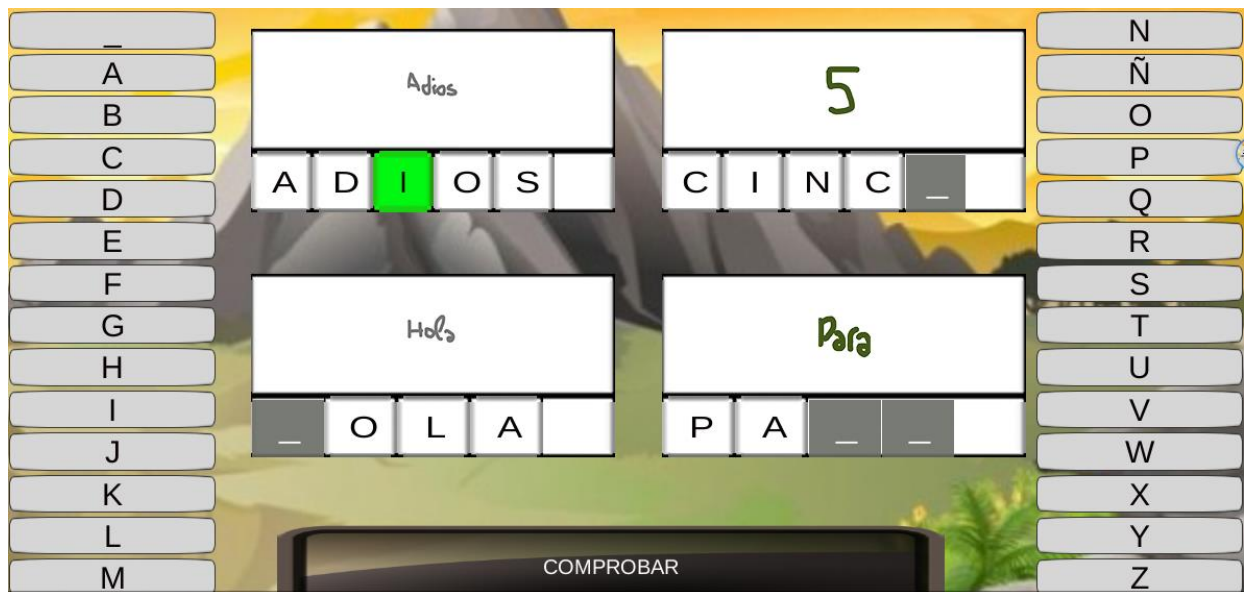 _
A
B
C
D
E
F
G
H
I
J
K
L
M
Adios
A D I O S
5
C I N C _
Hola
_ O L A
Para
P A _ _
COMPROBAR
N
Ñ
O
P
Q
R
S
T
U
V
W
X
Y
Z